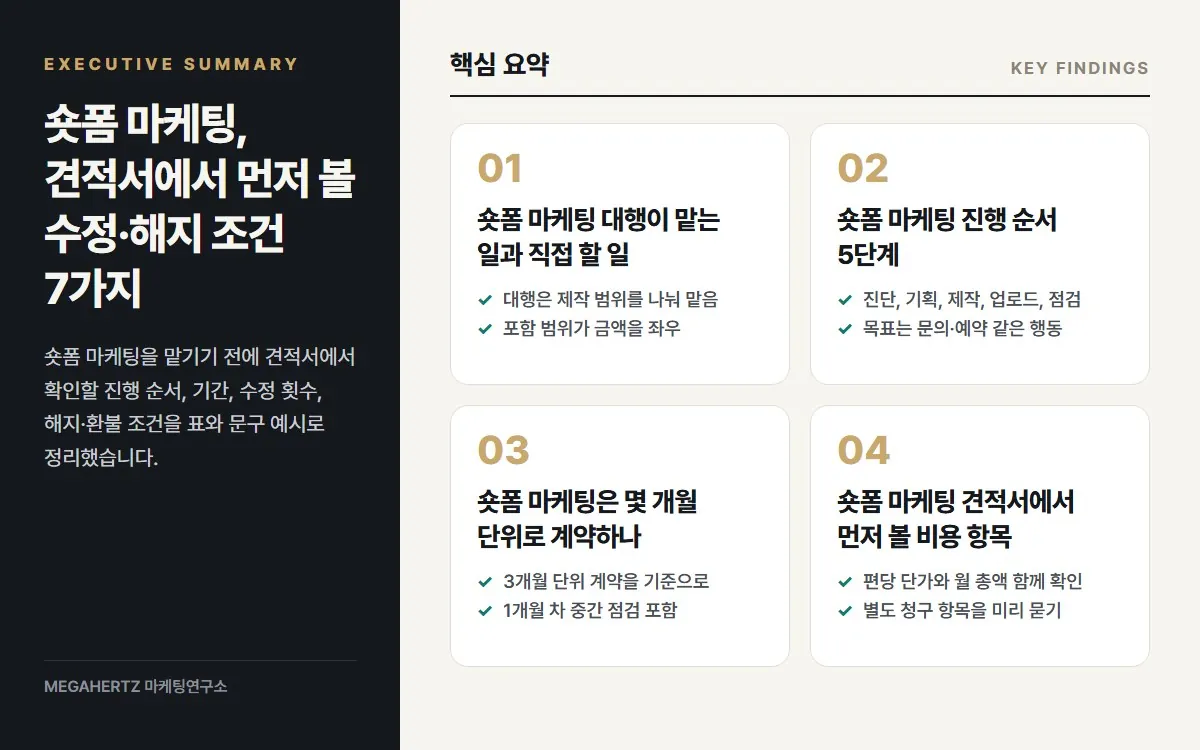 EXECUTIVE SUMMARY
숏폼 마케팅,
견적서에서 먼저 볼
수정·해지 조건
7가지
숏폼 마케팅을 맡기기 전에 견적서에서
확인할 진행 순서, 기간, 수정 횟수,
해지·환불 조건을 표와 문구 예시로
정리했습니다.
MEGAHERTZ 마케팅연구소
핵심 요약
KEY FINDINGS
01
숏폼 마케팅 대행이 맡는
일과 직접 할 일
대행은 제작 범위를 나눠 맡음
포함 범위가 금액을 좌우
02
숏폼 마케팅 진행 순서
5단계
진단, 기획, 제작, 업로드, 점검
목표는 문의·예약 같은 행동
03
숏폼 마케팅은 몇 개월
단위로 계약하나
3개월 단위 계약을 기준으로
1개월 차 중간 점검 포함
04
숏폼 마케팅 견적서에서
먼저 볼 비용 항목
편당 단가와 월 총액 함께 확인
별도 청구 항목을 미리 묻기